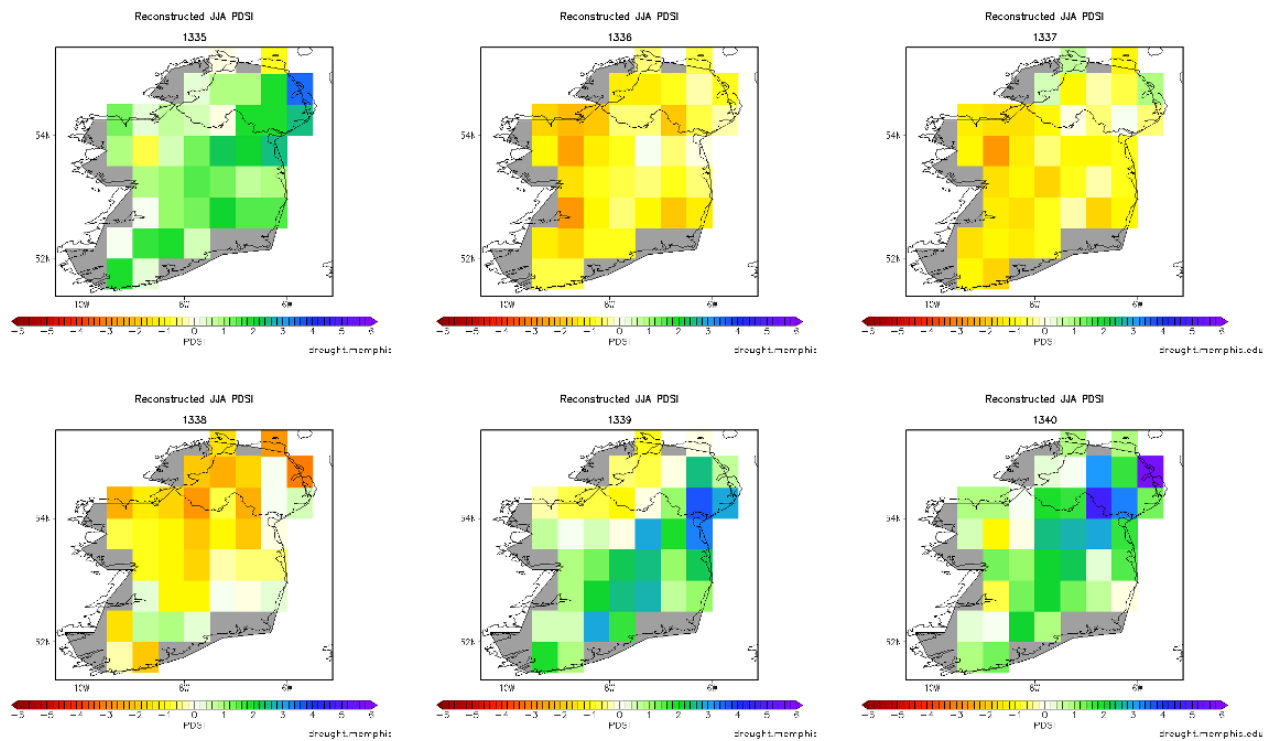 Reconstructed JJA PDSI
1335
54N
52N
10W 8W 6W
-6 -5 -4 -3 -2 -1 0 1 2 3 4 5 6
PDSI
drought.memphis
Reconstructed JJA PDSI
1336
54N
52N
10W 8W 6W
-6 -5 -4 -3 -2 -1 0 1 2 3 4 5 6
PDSI
drought.memphis
Reconstructed JJA PDSI
1337
54N
52N
10W 8W 6W
-6 -5 -4 -3 -2 -1 0 1 2 3 4 5 6
PDSI
drought.memphis.edu
Reconstructed JJA PDSI
1338
54N
52N
10W 8W 6W
-6 -5 -4 -3 -2 -1 0 1 2 3 4 5 6
PDSI
drought.memphis
Reconstructed JJA PDSI
1339
54N
52N
10W 8W 6W
-6 -5 -4 -3 -2 -1 0 1 2 3 4 5 6
PDSI
drought.memphis
Reconstructed JJA PDSI
1340
54N
52N
10W 8W 6W
-6 -5 -4 -3 -2 -1 0 1 2 3 4 5 6
PDSI
drought.memphis.edu